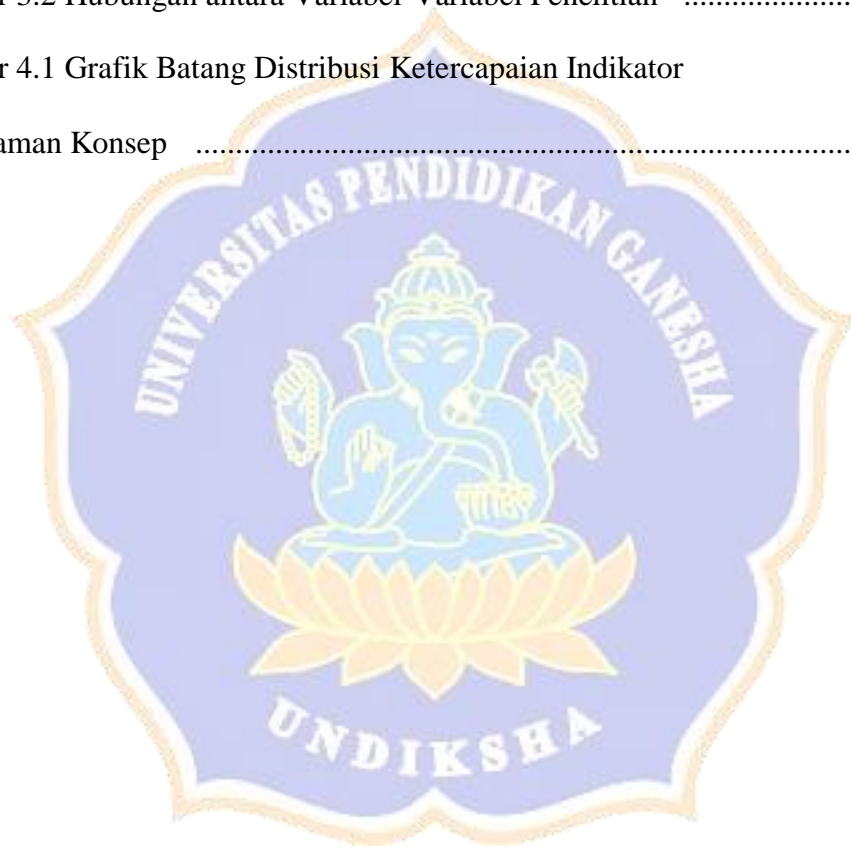 r 3.2 Hubungan antara Variabel-Variabel Penelitian ........................
r 4.1 Grafik Batang Distribusi Ketercapaian Indikator
aman Konsep ....................................................................................
UNIVERSITAS PENDIDIKAN GANESHA
UNDIKSHA